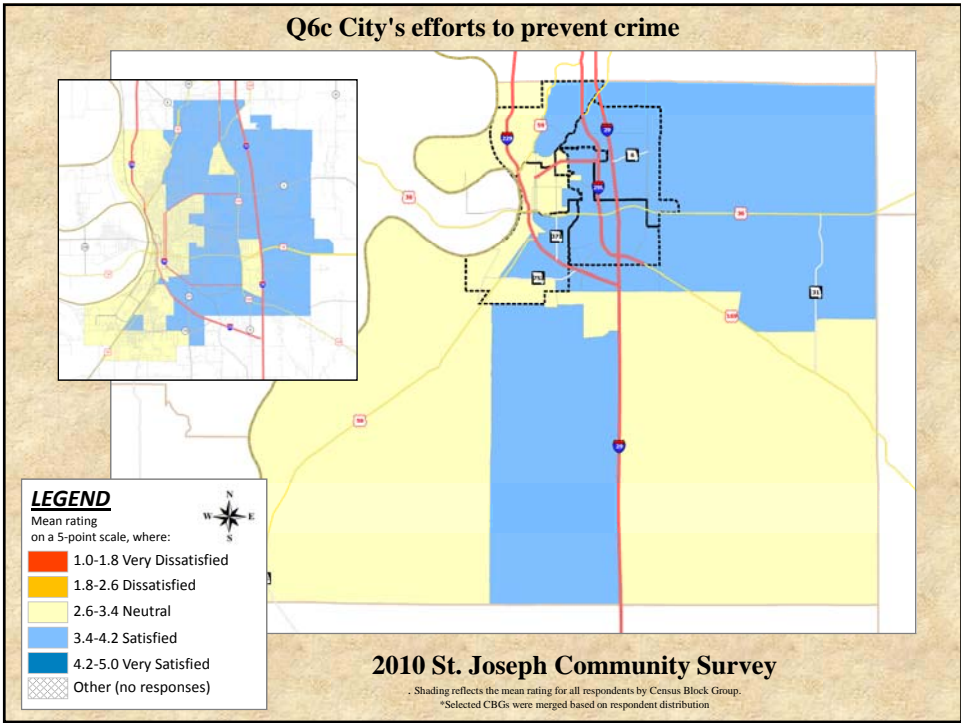 Q6c City's efforts to prevent crime
59
229
29
6
36
36
371
752
31
169
59
29
LEGEND
Mean rating
on a 5-point scale, where:
N
W E
S
1.0-1.8 Very Dissatisfied
1.8-2.6 Dissatisfied
2.6-3.4 Neutral
3.4-4.2 Satisfied
4.2-5.0 Very Satisfied
Other (no responses)
2010 St. Joseph Community Survey
. Shading reflects the mean rating for all respondents by Census Block Group.
*Selected CBGs were merged based on respondent distribution